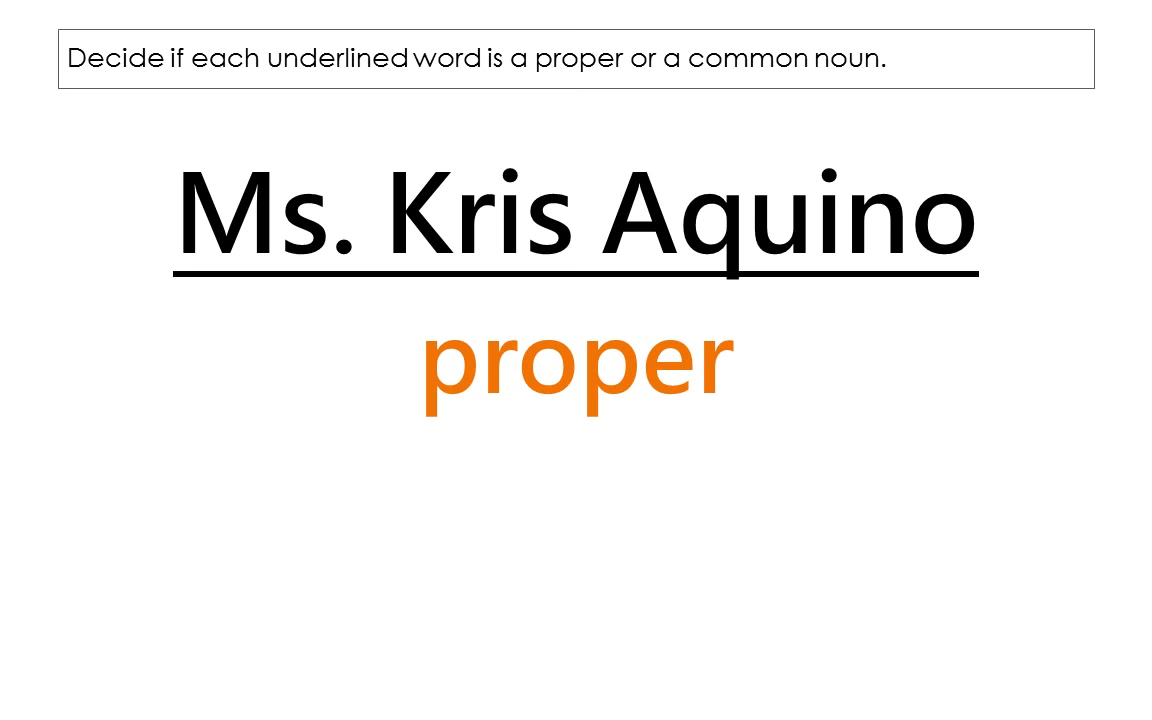 Decide if each underlined word is a proper or a common noun.
Ms. Kris Aquino
proper